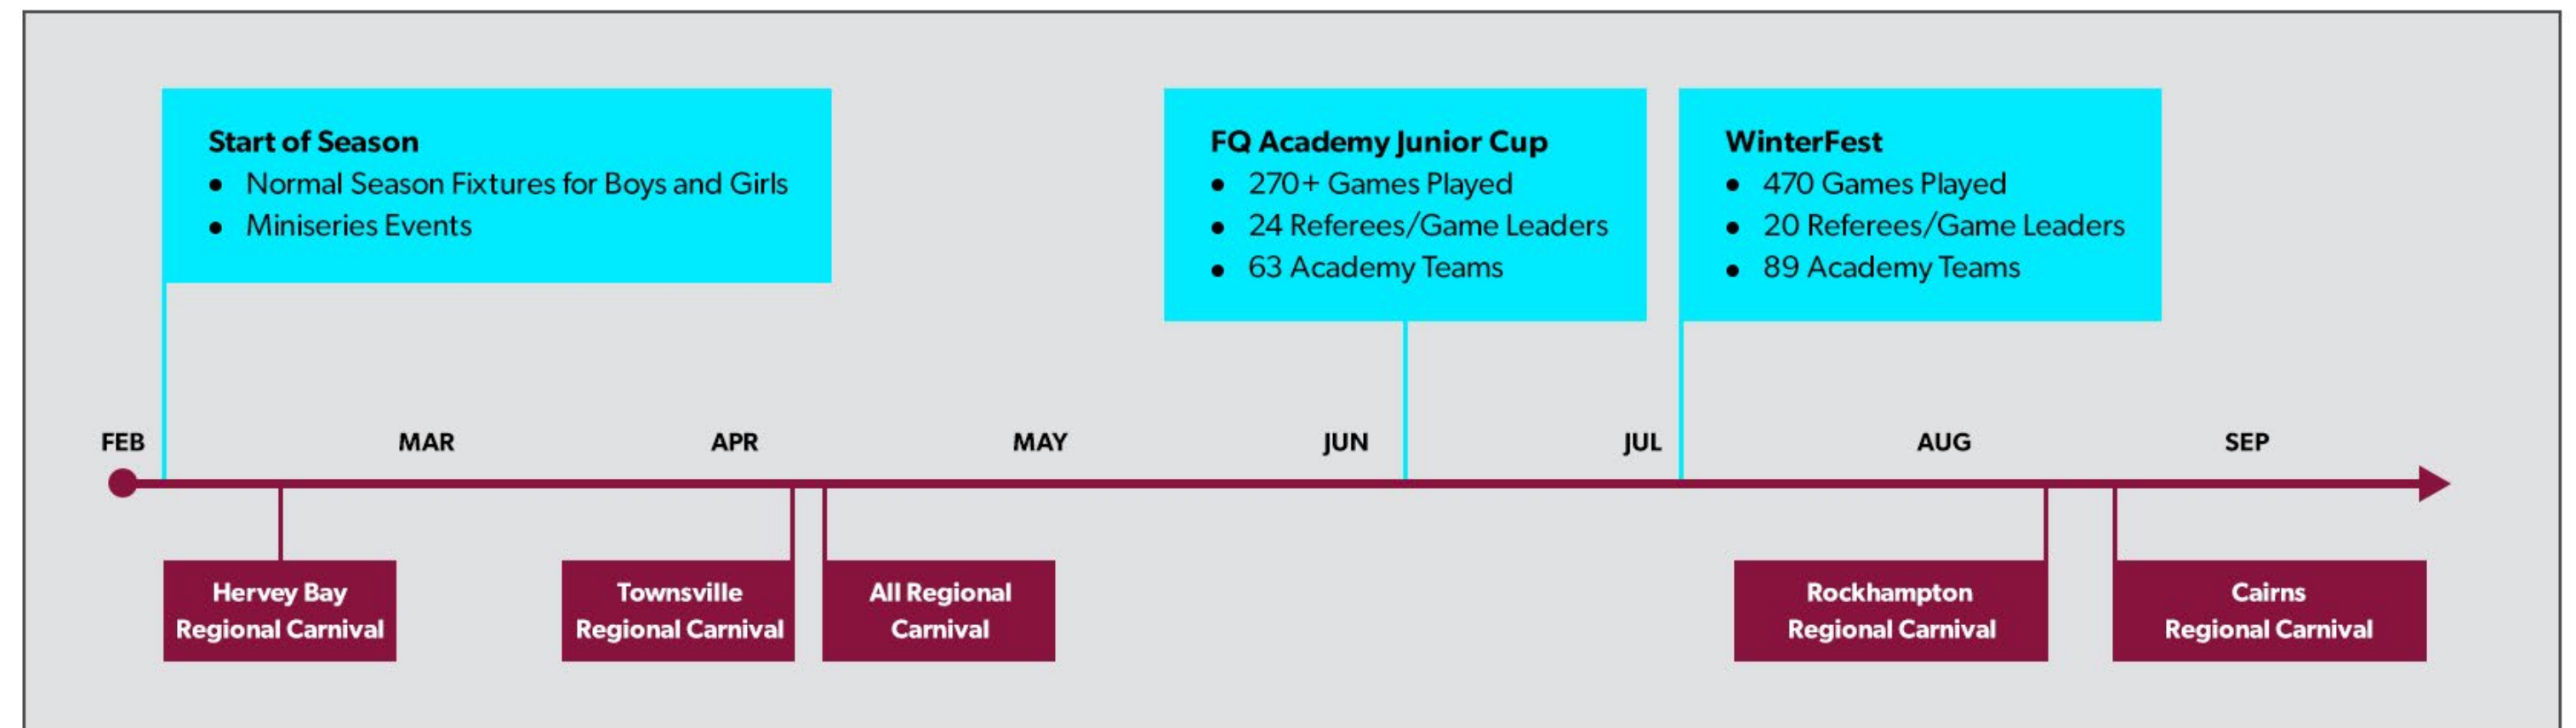 Start of Season
• Normal Season Fixtures for Boys and Girls
• Miniseries Events
FQ Academy Junior Cup
• 270+ Games Played
• 24 Referees/Game Leaders
• 63 Academy Teams
WinterFest
• 470 Games Played
• 20 Referees/Game Leaders
• 89 Academy Teams
FEB MAR APR MAY JUN JUL AUG SEP
Hervey Bay
Regional Carnival
Townsville
Regional Carnival
All Regional
Carnival
Rockhampton
Regional Carnival
Cairns
Regional Carnival